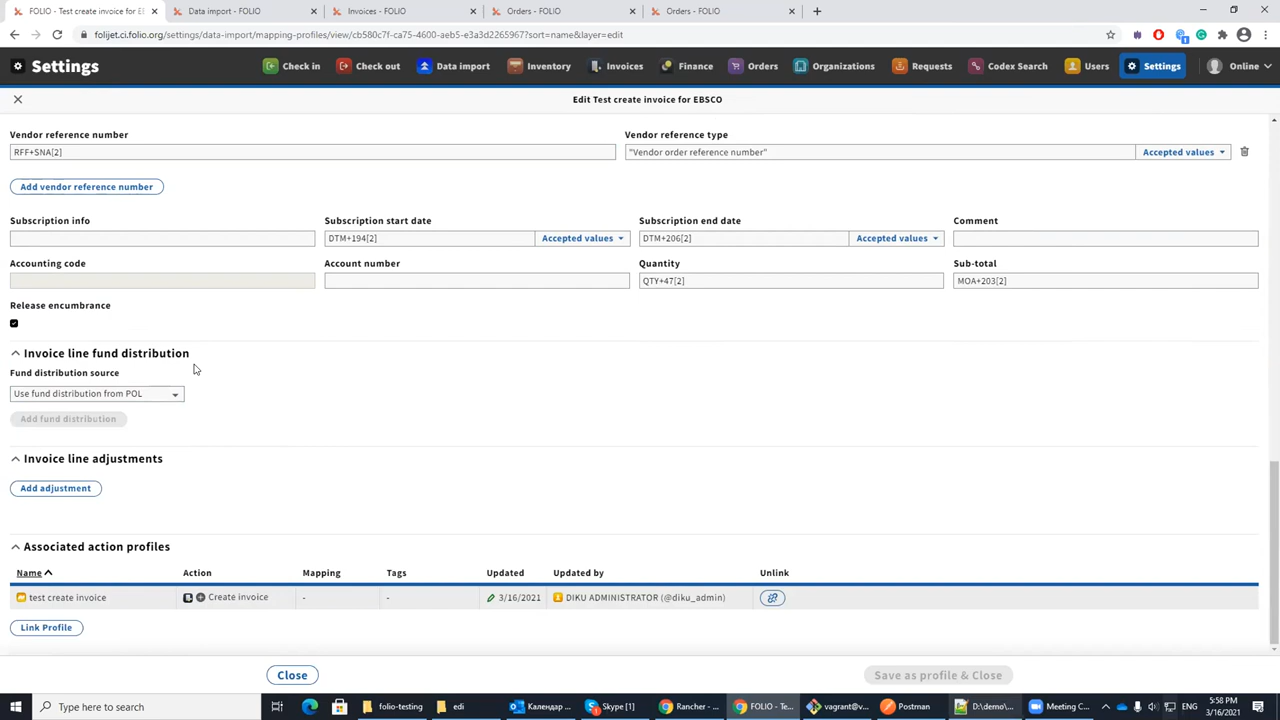 FOLIO - Test create invoice for EB
Data import - FOLIO
Invoices - FOLIO
Orders - FOLIO
Orders - FOLIO
folijet.ci.folio.org/settings/data-import/mapping-profiles/view/cb580c7f-ca75-4600-aeb5-e3a3d2265967?sort=name&layer=edit
Settings
Check in
Check out
Data import
Inventory
Invoices
Finance
Orders
Organizations
Requests
Codex Search
Users
Settings
Online
Edit Test create invoice for EBSCO
Vendor reference number
Vendor reference type
RFF+SNA[2]
"Vendor order reference number"
Accepted values
Add vendor reference number
Subscription info
Subscription start date
Subscription end date
Comment
DTM+194[2]
Accepted values
DTM+206[2]
Accepted values
Accounting code
Account number
Quantity
Sub-total
QTY+47[2]
MOA+203[2]
Release encumbrance
Invoice line fund distribution
Fund distribution source
Use fund distribution from POL
Add fund distribution
Invoice line adjustments
Add adjustment
Associated action profiles
Name
Action
Mapping
Tags
Updated
Updated by
Unlink
test create invoice
Create invoice
-
-
3/16/2021
DIKU ADMINISTRATOR (@diku_admin)
Link Profile
Close
Save as profile & Close
Type here to search
folio-testing
edi
Календар ...
Skype [1]
Rancher - ...
FOLIO - Te...
vagrant@v...
Postman
D:\demo\...
Meeting C...
5:58 PM
3/16/2021